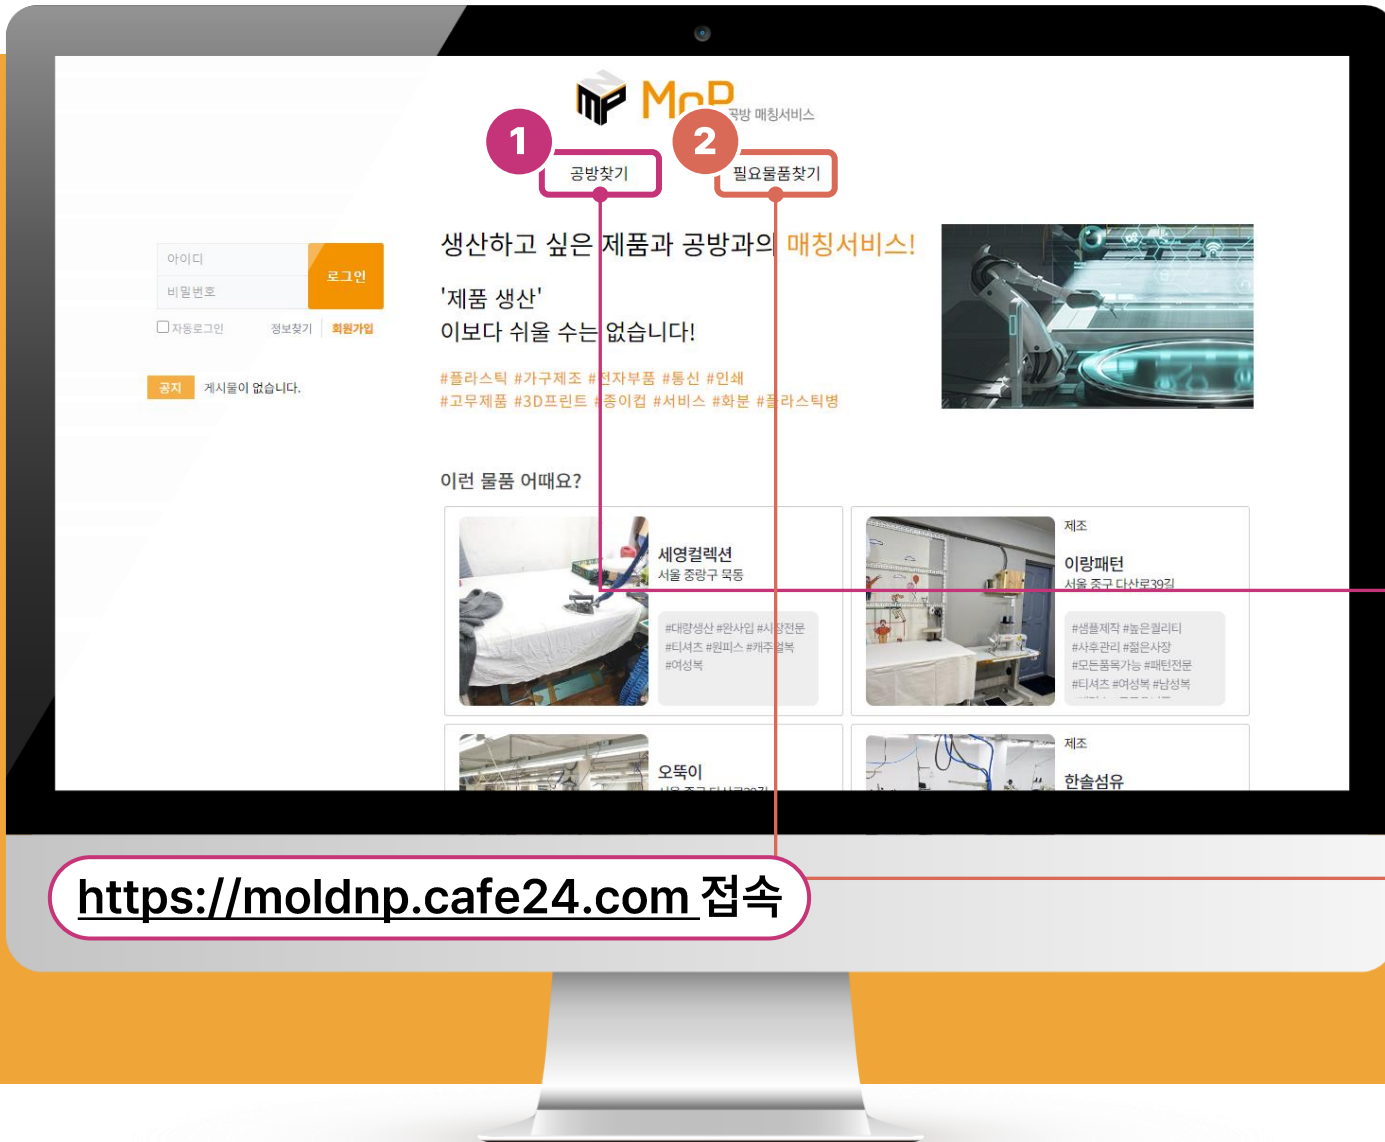 MNP
MnP
공방 매칭서비스
1
2
공방찾기
필요물품찾기
아이디
비밀번호
로그인
자동로그인
정보찾기
회원가입
공지
게시물이 없습니다.
생산하고 싶은 제품과 공방과의 매칭서비스!
'제품 생산'
이보다 쉬울 수는 없습니다!
#플라스틱 #가구제조 #전자부품 #통신 #인쇄
#고무제품 #3D프린트 #종이컵 #서비스 #화분 #플라스틱병
이런 물품 어때요?
세영컬렉션
서울 중랑구 묵동
#대량생산 #완사입 #시장전문
#티셔츠 #원피스 #캐주얼복
#여성복
제조
이랑패턴
서울 중구 다산로39길
#샘플제작 #높은퀄리티
#사후관리 #젊은사장
#모든품목가능 #패턴전문
#티셔츠 #여성복 #남성복
오뚝이
제조
한솔섬유
https://moldnp.cafe24.com 접속